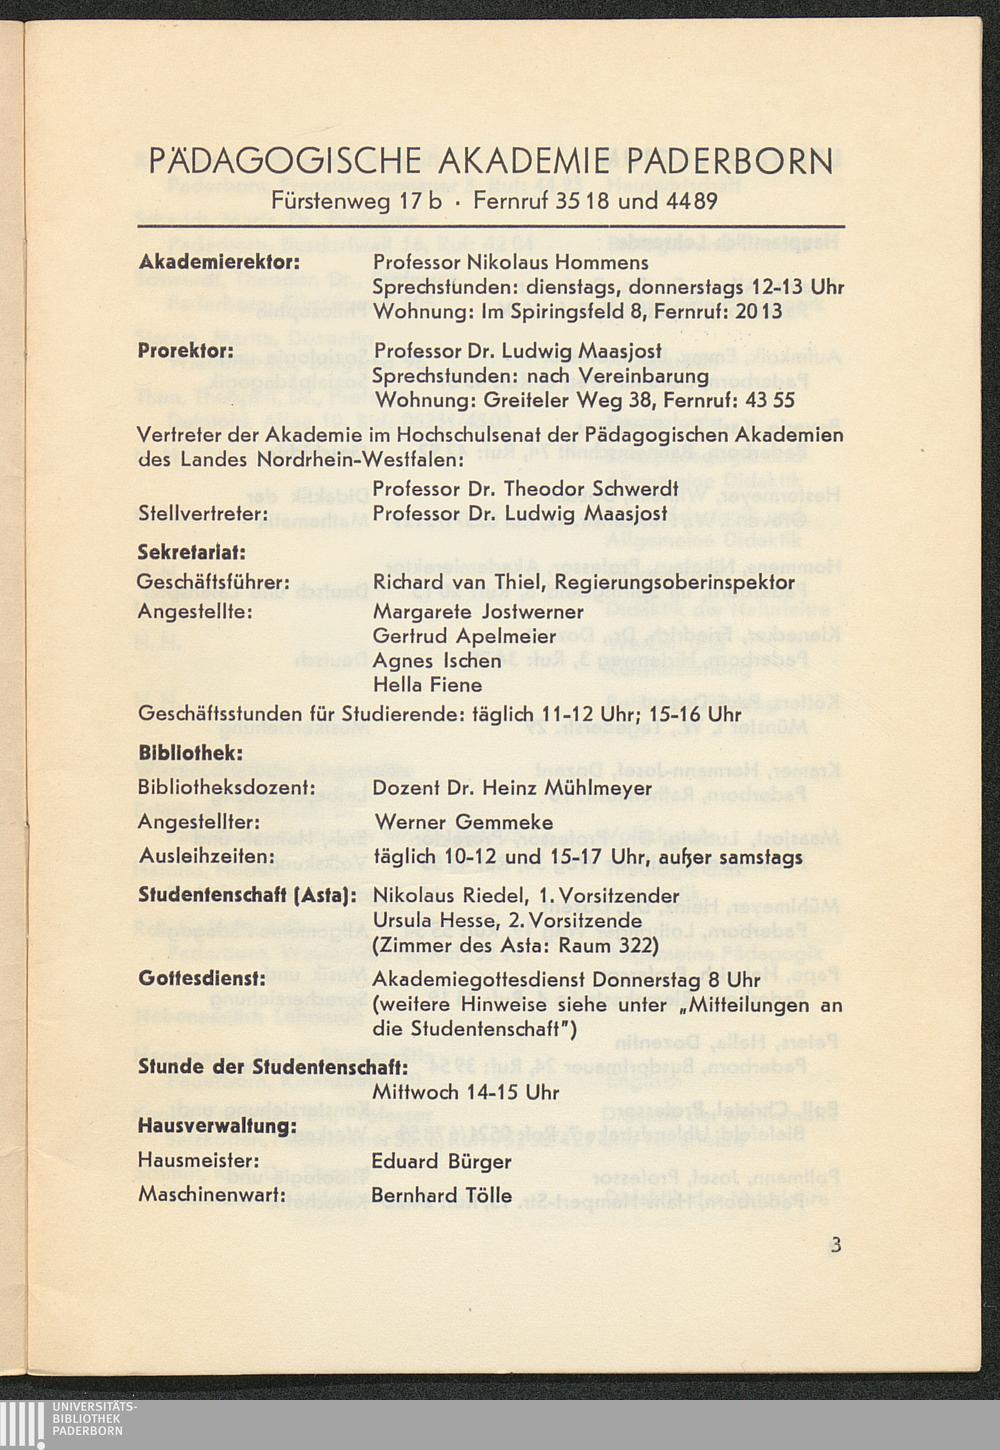 PÄDAGOGISCHE AKADEMIE PADERBORN
Fürstenweg 17 b · Fernruf 35 18 und 44 89
Akademierektor: Professor Nikolaus Hommens
Sprechstunden: dienstags, donnerstags 12-13 Uhr
Wohnung: Im Spiringsfeld 8, Fernruf: 20 13
Prorektor: Professor Dr. Ludwig Maasjost
Sprechstunden: nach Vereinbarung
Wohnung: Greiteler Weg 38, Fernruf: 43 55
Vertreter der Akademie im Hochschulsenat der Pädagogischen Akademien
des Landes Nordrhein-Westfalen:
Professor Dr. Theodor Schwerdt
Stellvertreter: Professor Dr. Ludwig Maasjost
Sekretariat:
Geschäftsführer: Richard van Thiel, Regierungsoberinspektor
Angestellte: Margarete Jostwerner
Gertrud Apelmeier
Agnes Ischen
Hella Fiene
Geschäftsstunden für Studierende: täglich 11-12 Uhr; 15-16 Uhr
Bibliothek:
Bibliotheksdozent: Dozent Dr. Heinz Mühlmeyer
Angestellter: Werner Gemmeke
Ausleihzeiten: täglich 10-12 und 15-17 Uhr, außer samstags
Studentenschaft (Asta): Nikolaus Riedel, 1. Vorsitzender
Ursula Hesse, 2. Vorsitzende
(Zimmer des Asta: Raum 322)
Gottesdienst: Akademiegottesdienst Donnerstag 8 Uhr
(weitere Hinweise siehe unter „Mitteilungen an
die Studentenschaft")
Stunde der Studentenschaft:
Mittwoch 14-15 Uhr
Hausverwaltung:
Hausmeister: Eduard Bürger
Maschinenwart: Bernhard Tölle
3
UNIVERSITÄTS-
BIBLIOTHEK
PADERBORN